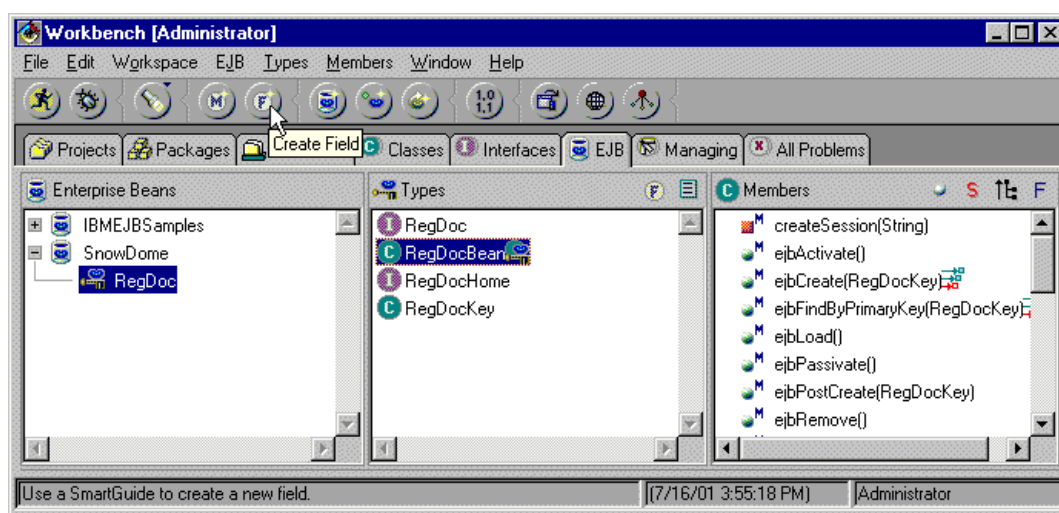 Workbench [Administrator]
File Edit Workspace EJB Types Members Window Help
M F 1.0 1.1
Create Field
Projects Packages Classes Interfaces EJB Managing All Problems
Enterprise Beans
IBMEJBSamples
SnowDome
RegDoc
Types
RegDoc
RegDocBean
RegDocHome
RegDocKey
Members S F
createSession(String)
ejbActivate()
ejbCreate(RegDocKey)
ejbFindByPrimaryKey(RegDocKey)
ejbLoad()
ejbPassivate()
ejbPostCreate(RegDocKey)
ejbRemove()
Use a SmartGuide to create a new field. (7/16/01 3:55:18 PM) Administrator